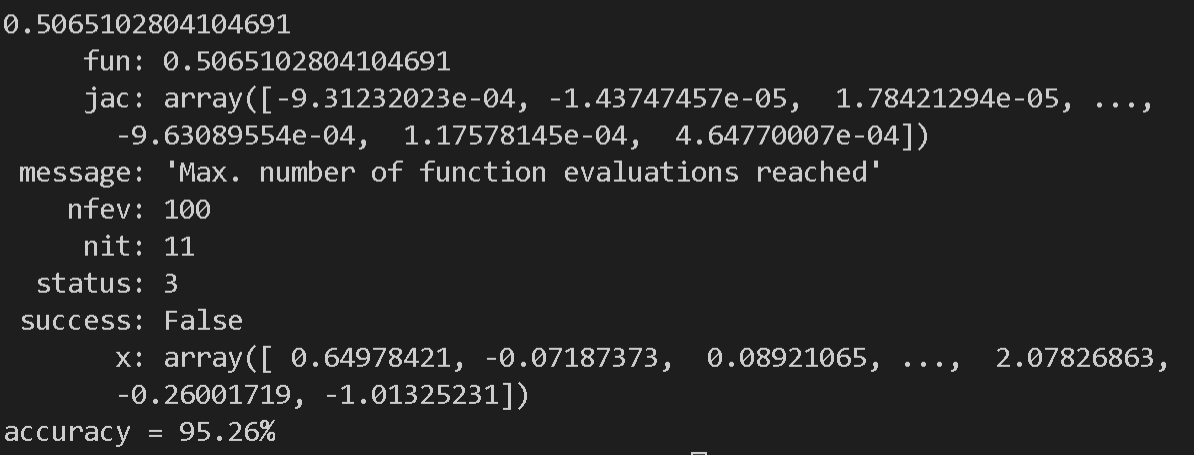 0.5065102804104691
     fun: 0.5065102804104691
     jac: array([-9.31232023e-04, -1.43747457e-05,  1.78421294e-05, ...,
       -9.63089554e-04,  1.17578145e-04,  4.64770007e-04])
 message: 'Max. number of function evaluations reached'
    nfev: 100
     nit: 11
  status: 3
 success: False
       x: array([ 0.64978421, -0.07187373,  0.08921065, ...,  2.07826863,
       -0.26001719, -1.01325231])
accuracy = 95.26%